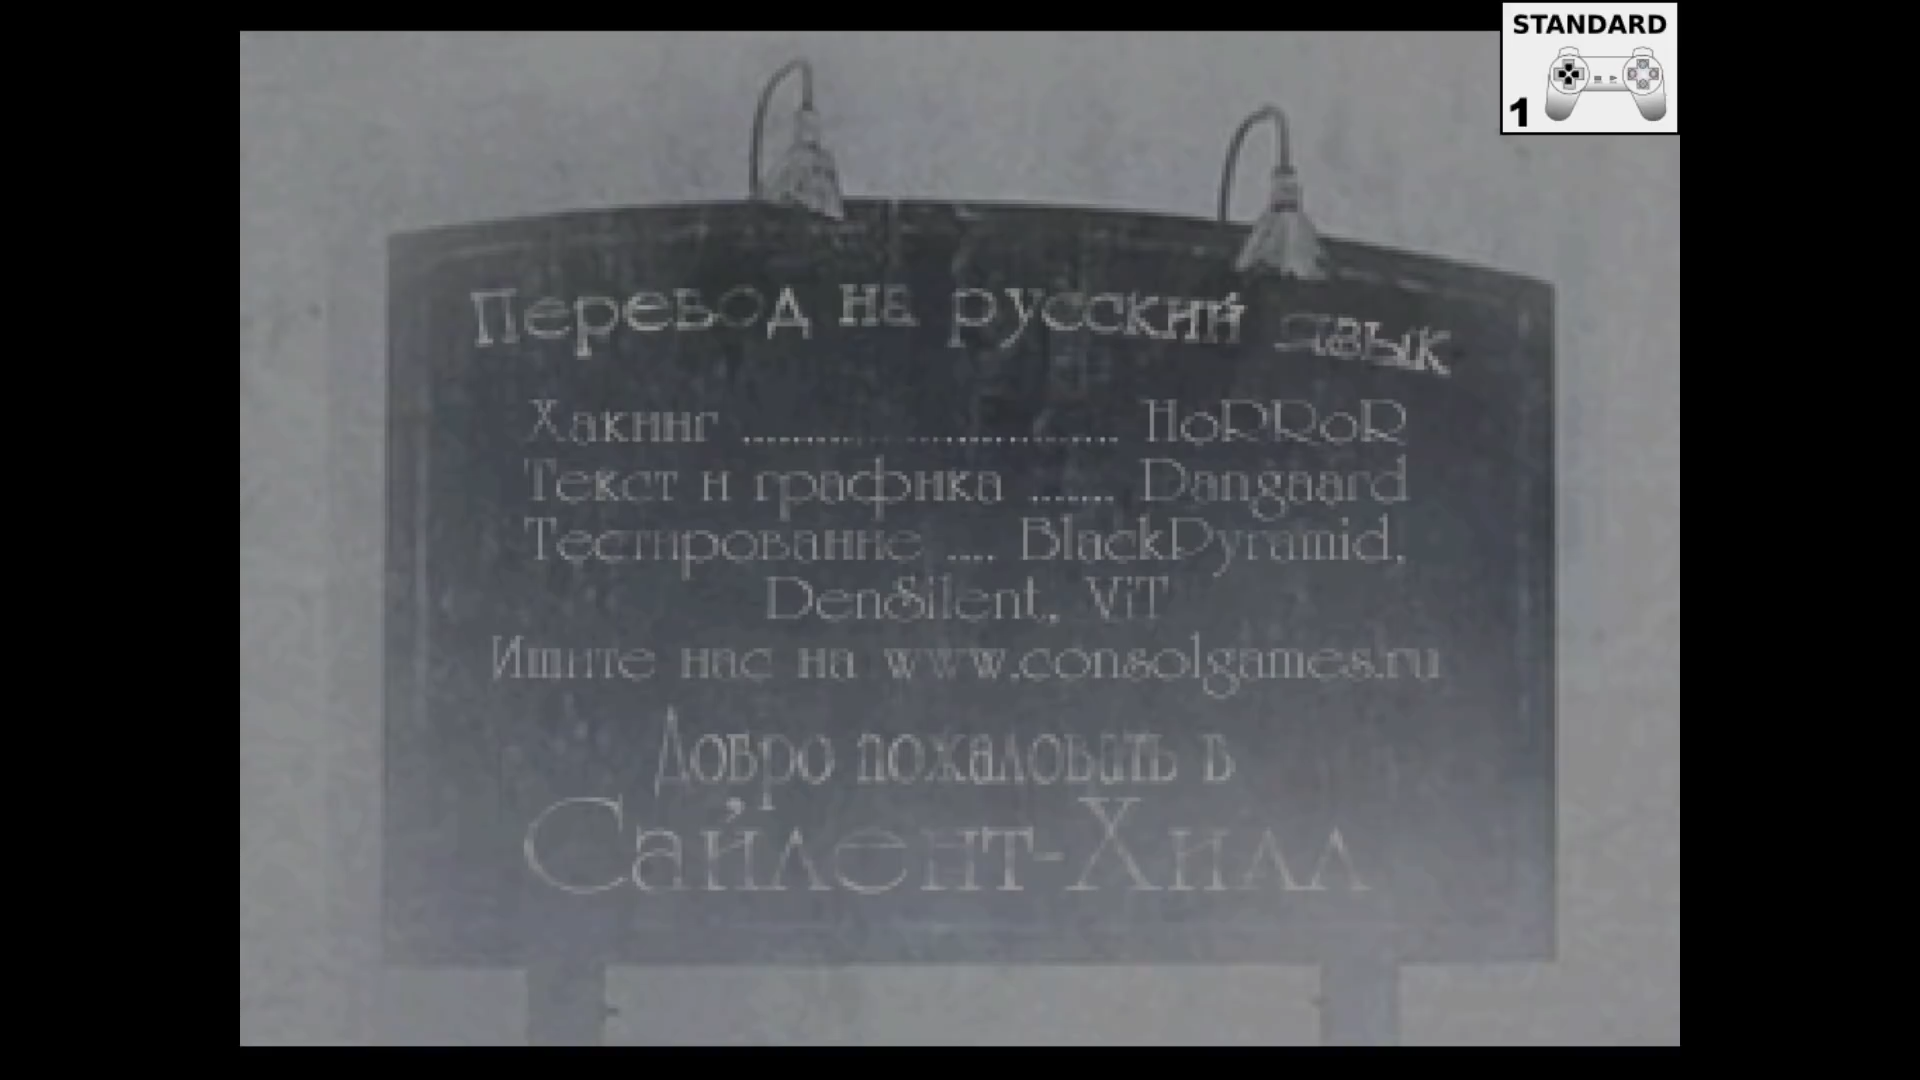 STANDARD
1
Перевод на русский язык
Хакинг .................................. HoRRoR
Текст и графика ....... Dangaard
Тестирование .... BlackPyramid,
DenSilent, ViT
Ищите нас на www.consolgames.ru
Добро пожаловать в
Сайлент-Хилл